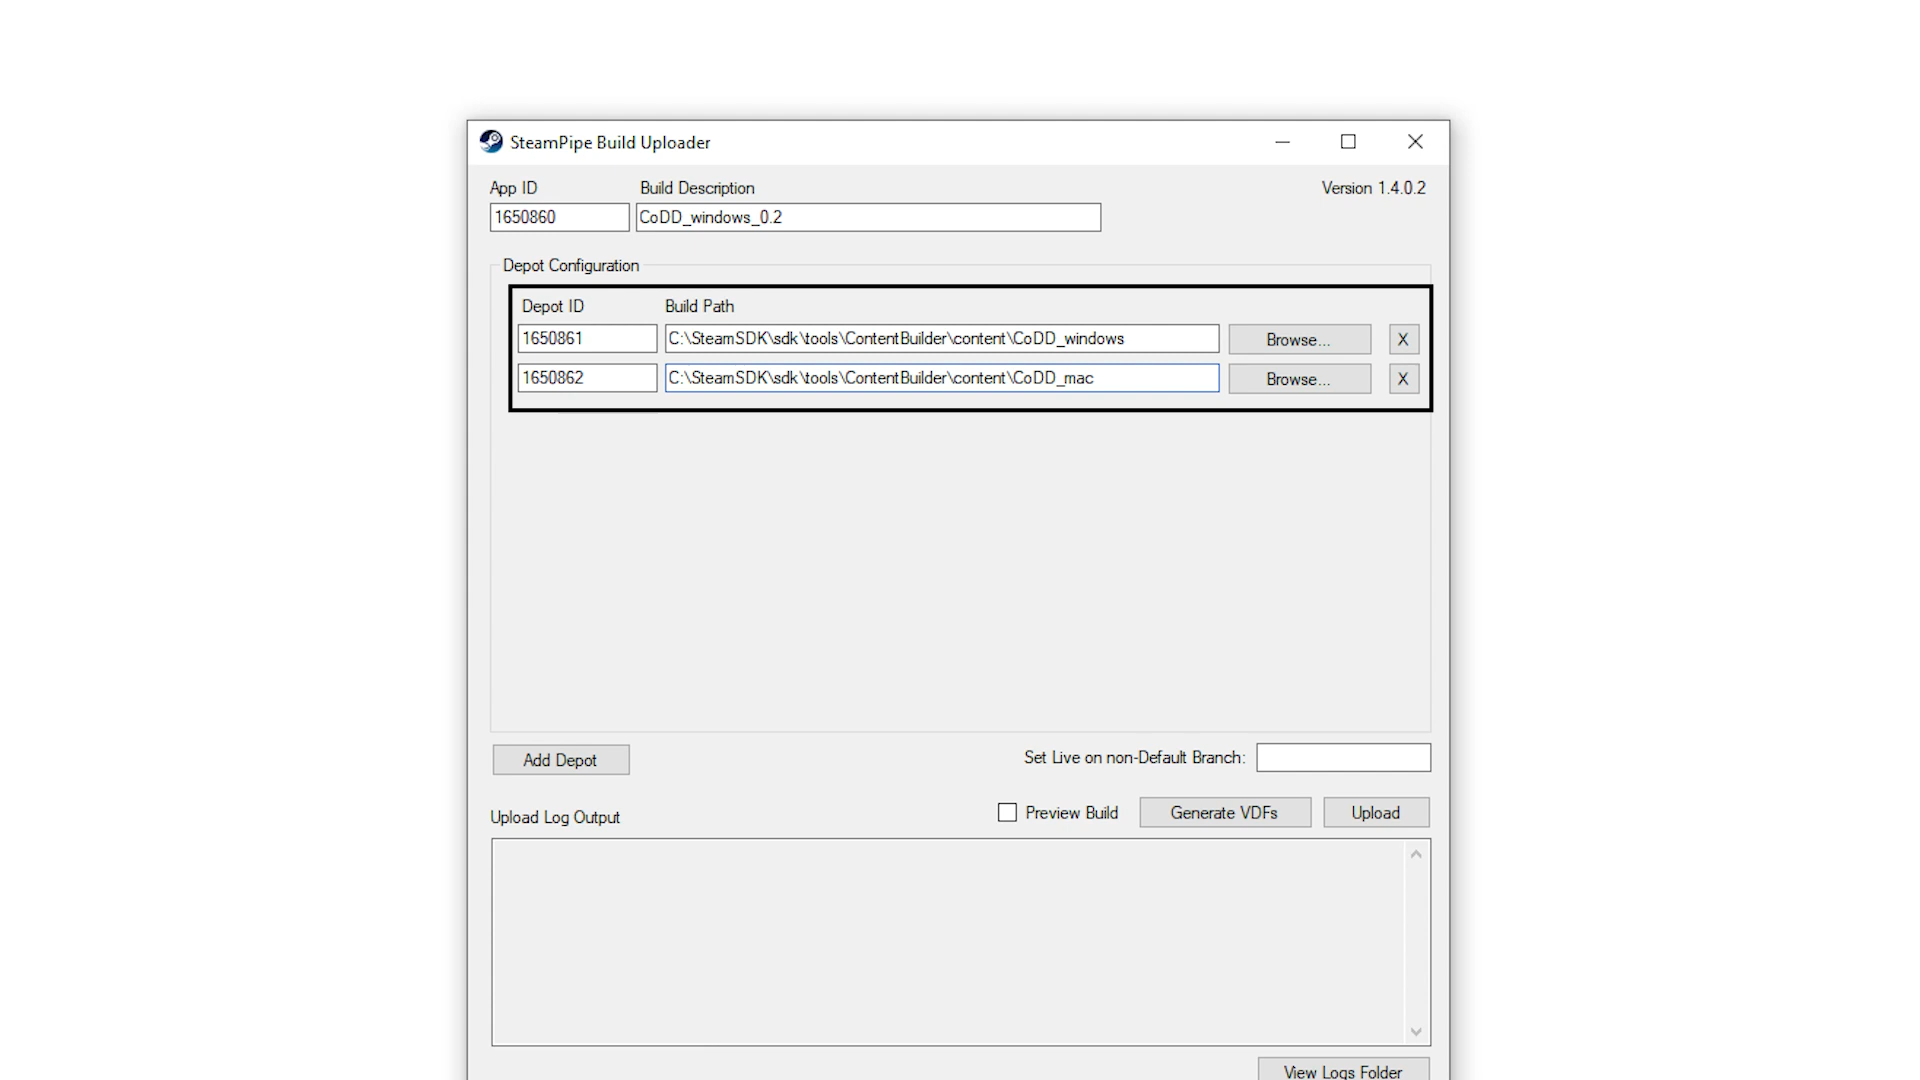 SteamPipe Build Uploader
App ID Build Description Version 1.4.0.2
1650860 CoDD_windows_0.2
Depot Configuration
Depot ID Build Path
1650861 C:\SteamSDK\sdk\tools\ContentBuilder\content\CoDD_windows Browse... X
1650862 C:\SteamSDK\sdk\tools\ContentBuilder\content\CoDD_mac Browse... X
Add Depot Set Live on non-Default Branch:
Upload Log Output Preview Build Generate VDFs Upload
View Logs Folder